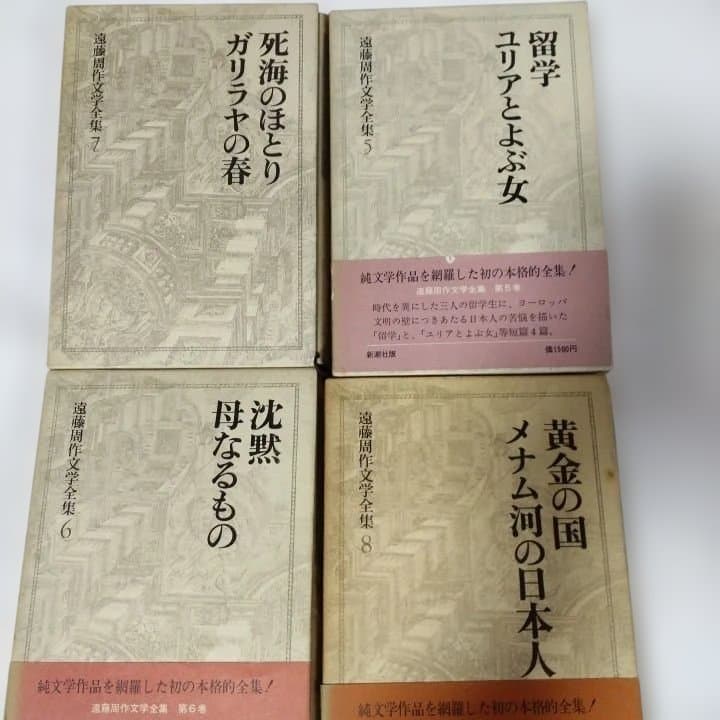 死海のほとり
ガリラヤの春
遠藤周作文学全集 7
留学
ユリアとよぶ女
遠藤周作文学全集 5
純文学作品を網羅した初の本格的全集!
遠藤周作文学全集 第5巻
時代を異にした三人の留学生に、ヨーロッパ
文明の壁につきあたる日本人の苦悩を描いた
「留学」と、「ユリアとよぶ女」等短篇4篇。
新潮社版
価1500円
沈黙
母なるもの
遠藤周作文学全集 6
純文学作品を網羅した初の本格的全集!
遠藤周作文学全集 第6巻
黄金の国
メナム河の日本人
遠藤周作文学全集 8
純文学作品を網羅した初の本格的全集!